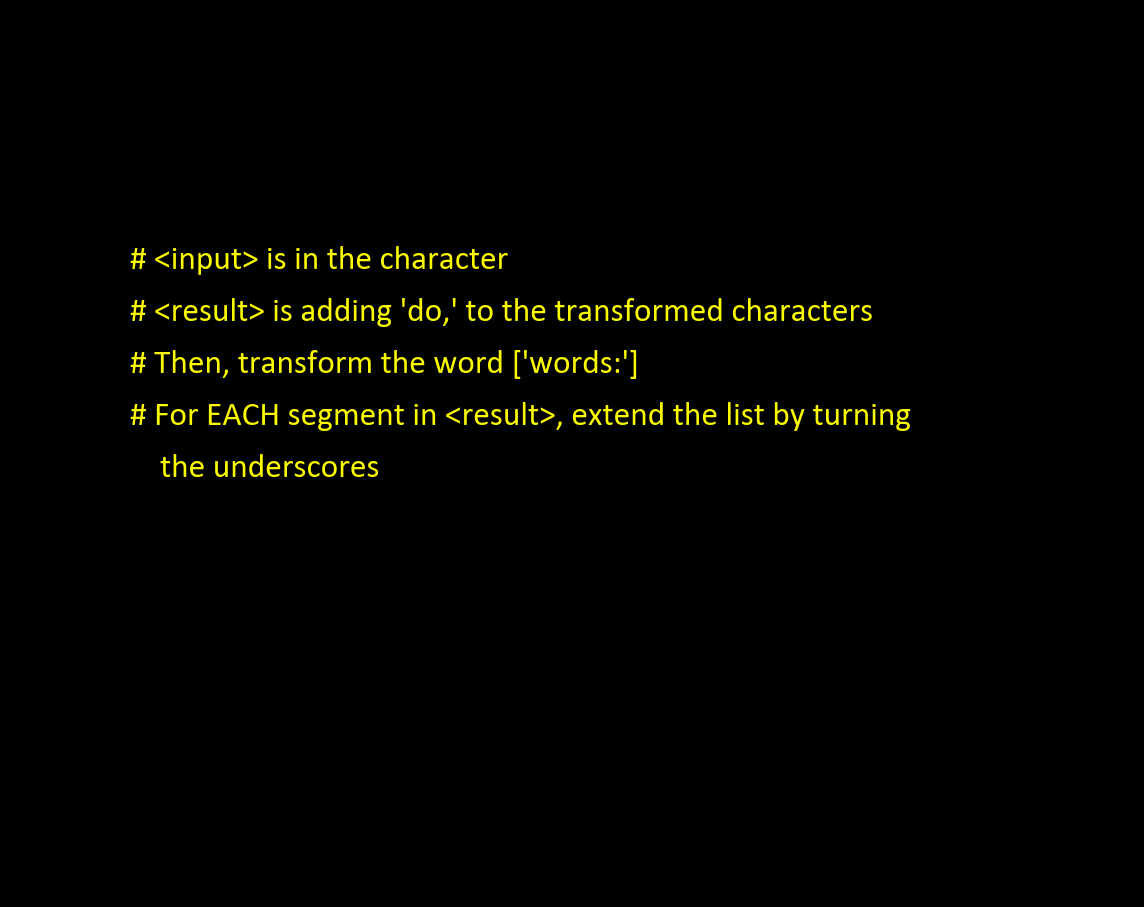 # <input> is in the character
# <result> is adding 'do,' to the transformed characters
# Then, transform the word ['words:']
# For EACH segment in <result>, extend the list by turning
the underscores